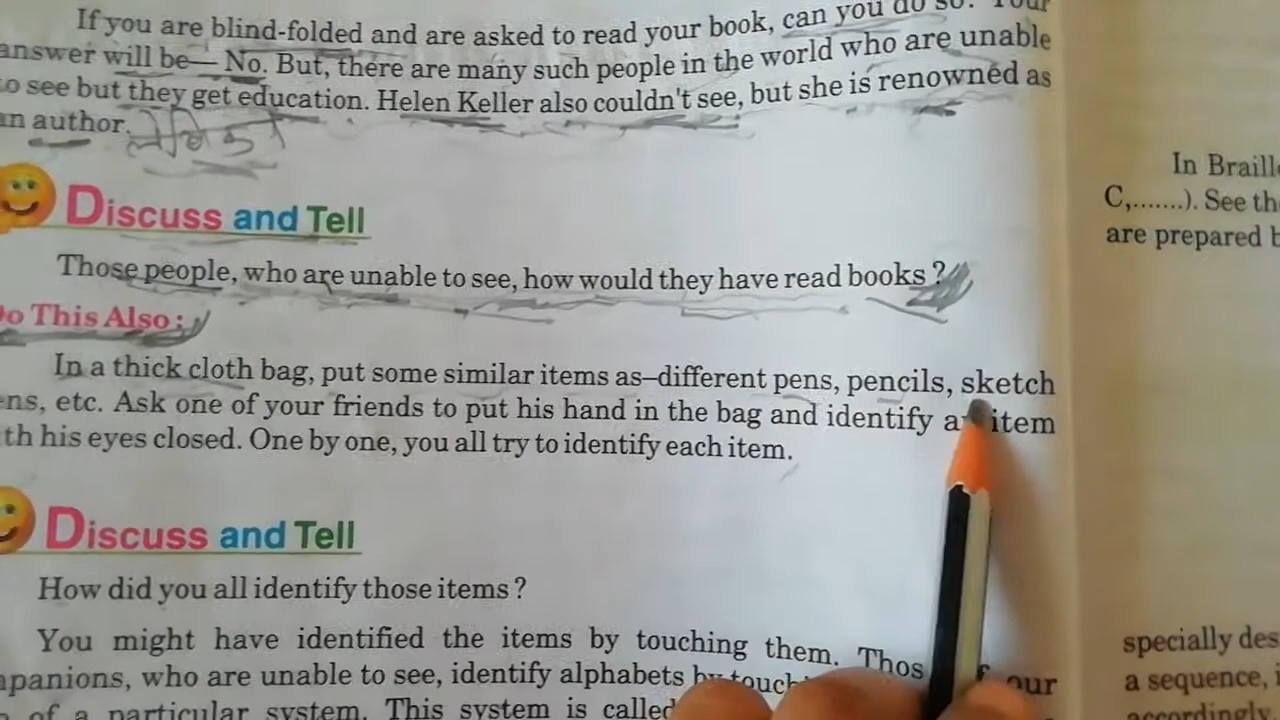 If you are blind-folded and are asked to read your book, can you do so? Your
answer will be— No. But, there are many such people in the world who are unable
to see but they get education. Helen Keller also couldn't see, but she is renowned as
an author.
Discuss and Tell
Those people, who are unable to see, how would they have read books ?
Do This Also :
In a thick cloth bag, put some similar items as–different pens, pencils, sketch
ens, etc. Ask one of your friends to put his hand in the bag and identify an item
th his eyes closed. One by one, you all try to identify each item.
Discuss and Tell
How did you all identify those items ?
You might have identified the items by touching them. Thos our
mpanions, who are unable to see, identify alphabets by touch
of a particular system. This system is called
In Braill
C,.......). See th
are prepared b
specially des
a sequence,
accordingly